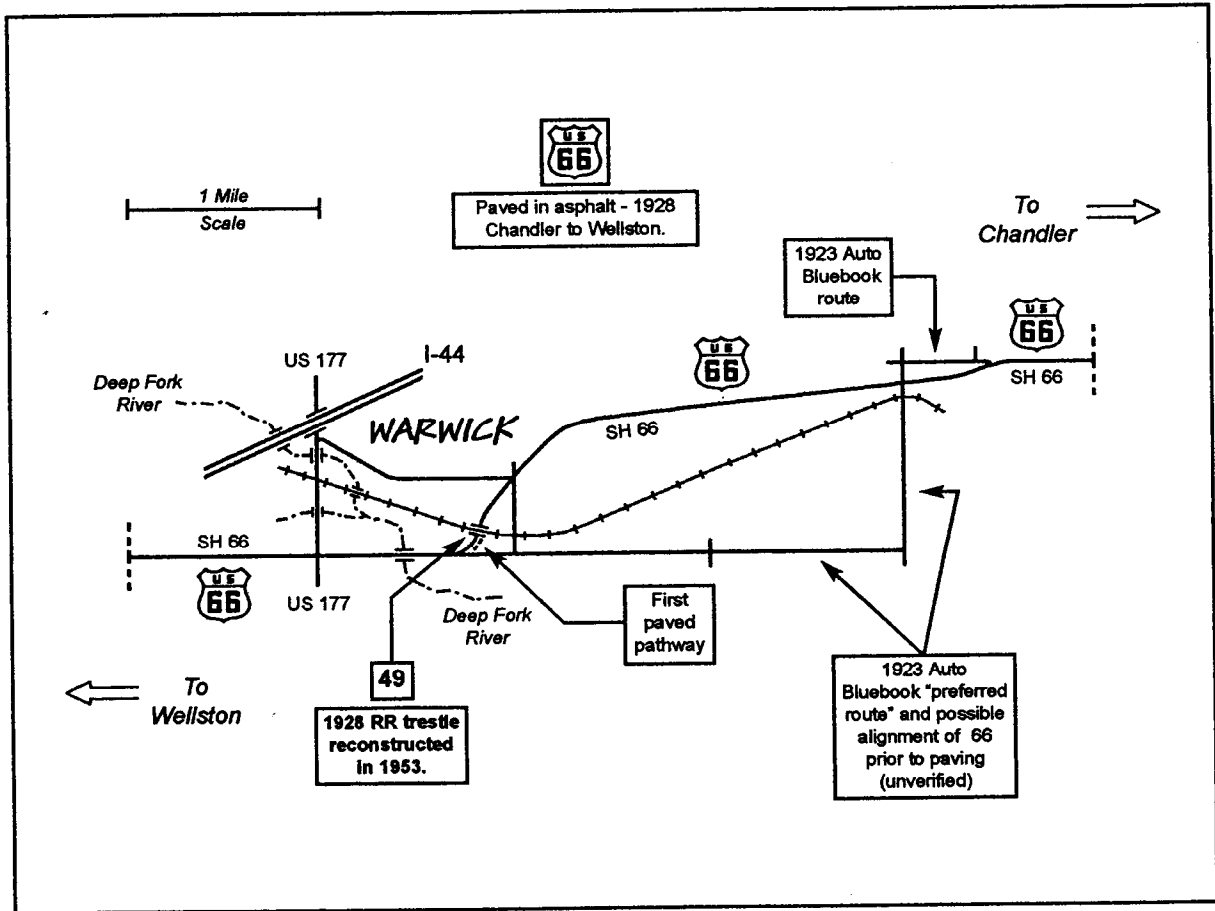 US
66
1 Mile
Scale
Paved in asphalt - 1928
Chandler to Wellston.
To
Chandler
1923 Auto
Bluebook
route
US
66
US
66
SH 66
US 177
I-44
Deep Fork
River
WARWICK
SH 66
SH 66
US
66
US 177
Deep Fork
River
First
paved
pathway
To
Wellston
49
1928 RR trestle
reconstructed
in 1953.
1923 Auto
Bluebook "preferred
route" and possible
alignment of 66
prior to paving
(unverified)